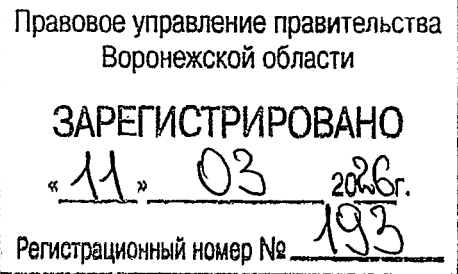 Правовое управление правительства
Воронежской области
ЗАРЕГИСТРИРОВАНО
«11» 03 2026г.
Регистрационный номер № 193